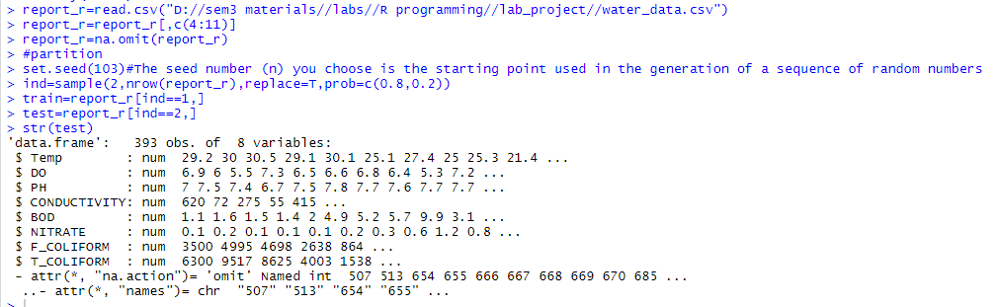 > report_r=read.csv("D://sem3 materials//labs//R programming//lab_project//water_data.csv")
> report_r=report_r[,c(4:11)]
> report_r=na.omit(report_r)
> #partition
> set.seed(103)#The seed number (n) you choose is the starting point used in the generation of a sequence of random numbers
> ind=sample(2,nrow(report_r),replace=T,prob=c(0.8,0.2))
> train=report_r[ind==1,]
> test=report_r[ind==2,]
> str(test)
'data.frame':   393 obs. of  8 variables:
 $ Temp        : num  29.2 30 30.5 29.1 30.1 25.1 27.4 25 25.3 21.4 ...
 $ DO          : num  6.9 6 5.5 7.3 6.5 6.6 6.8 6.4 5.3 7.2 ...
 $ PH          : num  7 7.5 7.4 6.7 7.5 7.8 7.7 7.6 7.7 7.7 ...
 $ CONDUCTIVITY: num  620 72 275 55 415 ...
 $ BOD         : num  1.1 1.6 1.5 1.4 2 4.9 5.2 5.7 9.9 3.1 ...
 $ NITRATE     : num  0.1 0.2 0.1 0.1 0.1 0.2 0.3 0.6 1.2 0.8 ...
 $ F_COLIFORM  : num  3500 4995 4698 2638 864 ...
 $ T_COLIFORM  : num  6300 9517 8625 4003 1538 ...
 - attr(*, "na.action")= 'omit' Named int  507 513 654 655 666 667 668 669 670 685 ...
  ..- attr(*, "names")= chr  "507" "513" "654" "655" ...
>